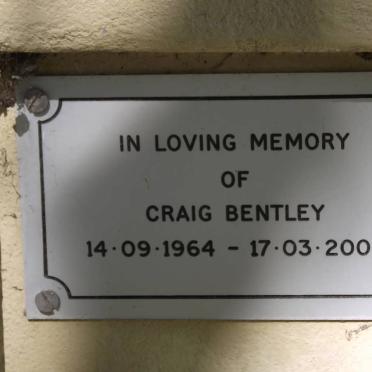 IN LOVING MEMORY
OF
CRAIG BENTLEY
14·09·1964 – 17·03·200